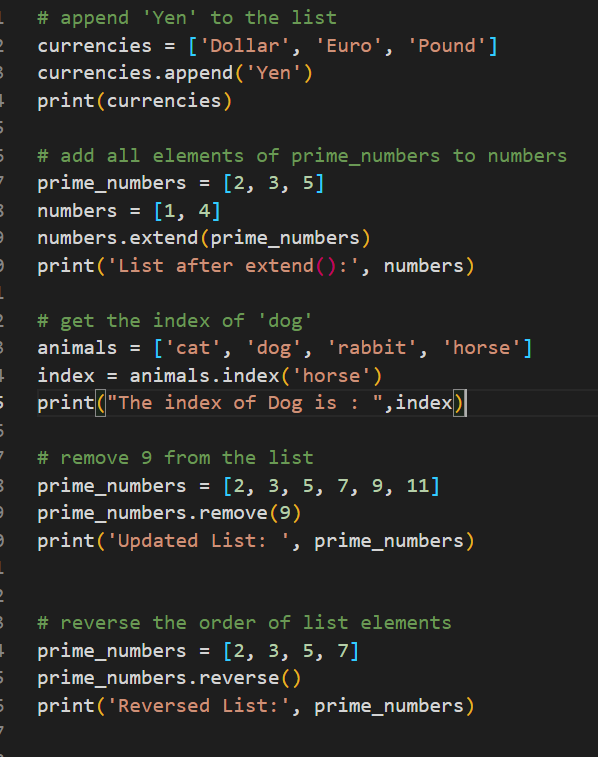 # append 'Yen' to the list
currencies = ['Dollar', 'Euro', 'Pound']
currencies.append('Yen')
print(currencies)
# add all elements of prime_numbers to numbers
prime_numbers = [2, 3, 5]
numbers = [1, 4]
numbers.extend(prime_numbers)
print('List after extend():', numbers)
# get the index of 'dog'
animals = ['cat', 'dog', 'rabbit', 'horse']
index = animals.index('horse')
print("The index of Dog is : ",index)
# remove 9 from the list
prime_numbers = [2, 3, 5, 7, 9, 11]
prime_numbers.remove(9)
print('Updated List: ', prime_numbers)
# reverse the order of list elements
prime_numbers = [2, 3, 5, 7]
prime_numbers.reverse()
print('Reversed List:', prime_numbers)